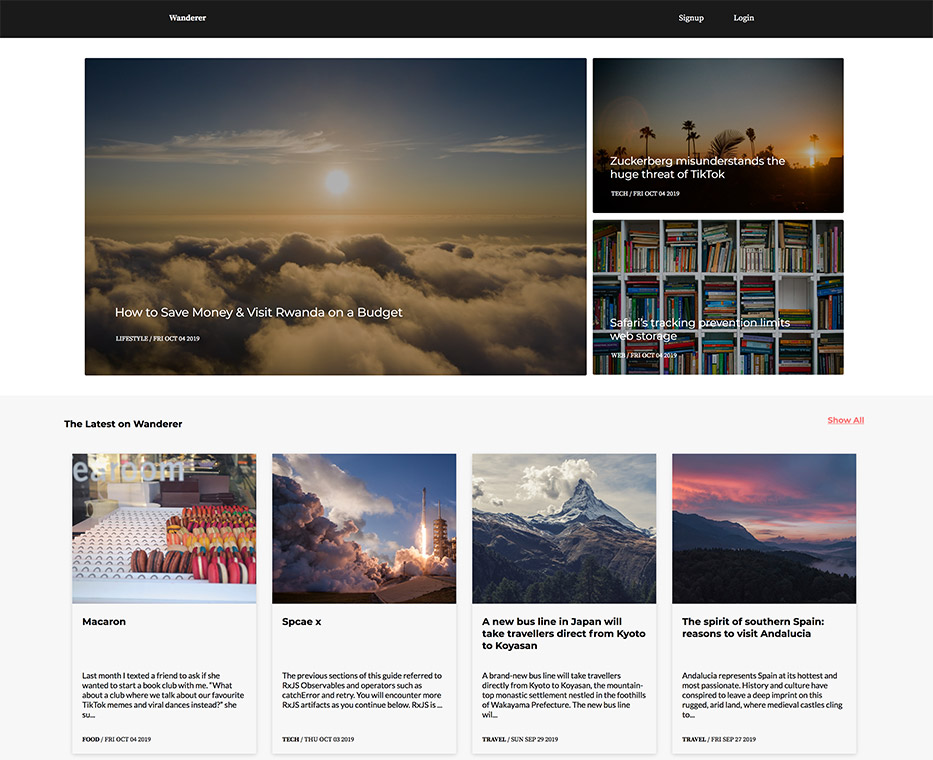 Wanderer
Signup
Login
How to Save Money & Visit Rwanda on a Budget
LIFESTYLE / FRI OCT 04 2019
Zuckerberg misunderstands the
huge threat of TikTok
TECH / FRI OCT 04 2019
Safari's tracking prevention limits
web storage
WEB / FRI OCT 04 2019
The Latest on Wanderer
Show All
earoom
Macaron
Last month I texted a friend to ask if she
wanted to start a book club with me. "What
about a club where we talk about our favourite
TikTok memes and viral dances instead?" she
su...
FOOD / FRI OCT 04 2019
Spcae x
The previous sections of this guide referred to
RxJS Observables and operators such as
catchError and retry. You will encounter more
RxJS artifacts as you continue below. RxJS is ...
TECH / THU OCT 03 2019
A new bus line in Japan will
take travellers direct from Kyoto
to Koyasan
A brand-new bus line will take travellers
directly from Kyoto to Koyasan, the mountain-
top monastic settlement nestled in the foothills
of Wakayama Prefecture. The new bus line
wil...
TRAVEL / SUN SEP 29 2019
The spirit of southern Spain:
reasons to visit Andalucia
Andalucia represents Spain at its hottest and
most passionate. History and culture have
conspired to leave a deep imprint on this
rugged, arid land, where medieval castles cling
to...
TRAVEL / FRI SEP 27 2019